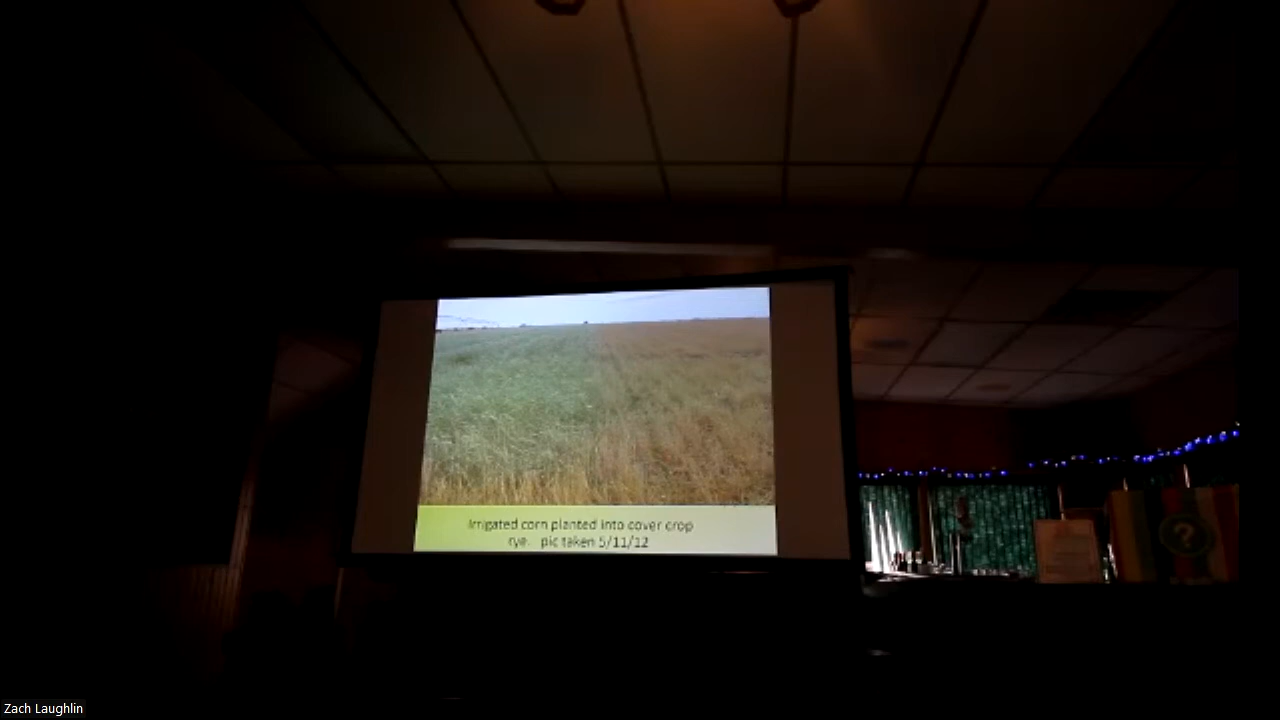 Irrigated corn planted into cover crop
rye. pic taken 5/11/12
?
Zach Laughlin